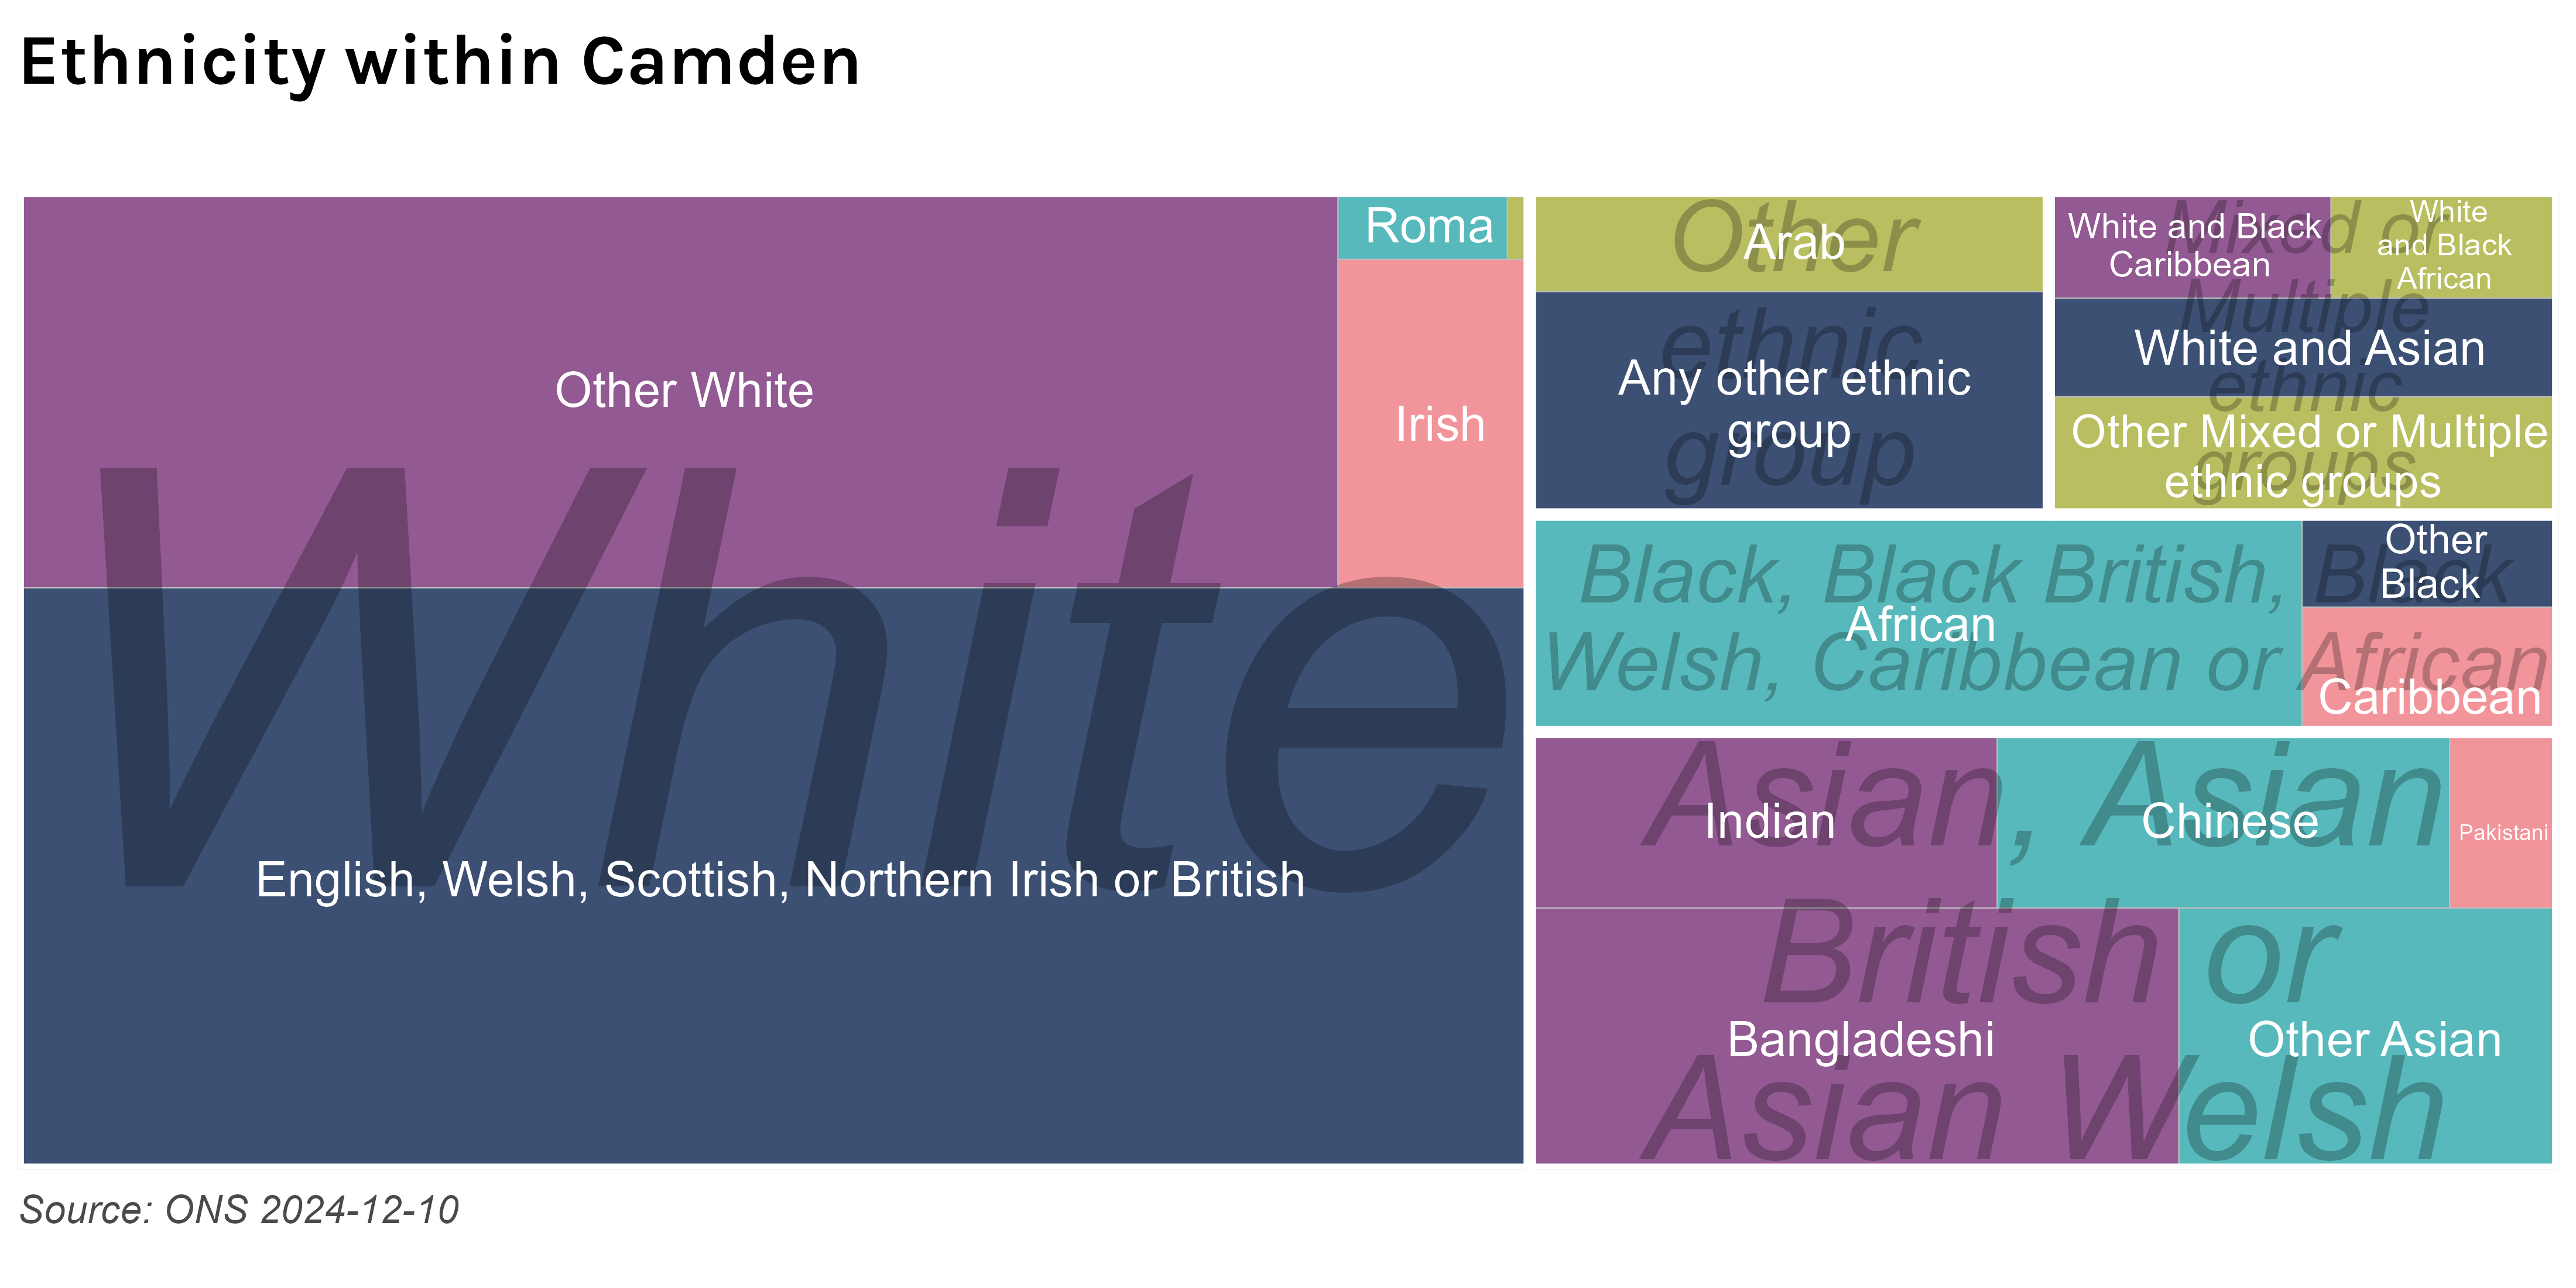 Ethnicity within Camden
Other White
Roma
Irish
White
English, Welsh, Scottish, Northern Irish or British
Other
ethnic
group
Arab
Any other ethnic
group
Mixed or
Multiple
ethnic
groups
White and Black
Caribbean
White
and Black
African
White and Asian
Other Mixed or Multiple
ethnic groups
Black, Black British, Black
Welsh, Caribbean or African
African
Other
Black
Caribbean
Asian, Asian
British or
Asian Welsh
Indian
Chinese
Pakistani
Bangladeshi
Other Asian
Source: ONS 2024-12-10